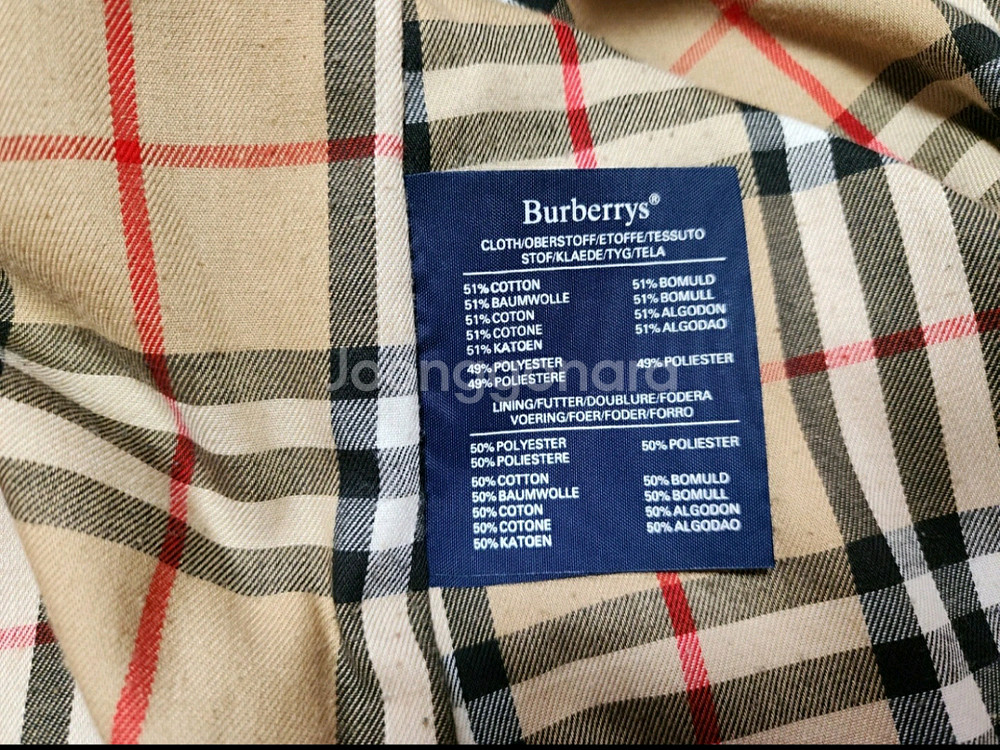 Burberrys®
CLOTH/OBERSTOFF/ETOFFE/TESSUTO
STOF/KLAEDE/TYG/TELA
51% COTTON 51% BOMULD
51% BAUMWOLLE 51% BOMULL
51% COTON 51% ALGODON
51% COTONE 51% ALGODAO
51% KATOEN
49% POLYESTER 49% POLIESTER
49% POLIESTERE
Joonggonara
LINING/FUTTER/DOUBLURE/FODERA
VOERING/FOER/FODER/FORRO
50% POLYESTER 50% POLIESTER
50% POLIESTERE
50% COTTON 50% BOMULD
50% BAUMWOLLE 50% BOMULL
50% COTON 50% ALGODON
50% COTONE 50% ALGODAO
50% KATOEN